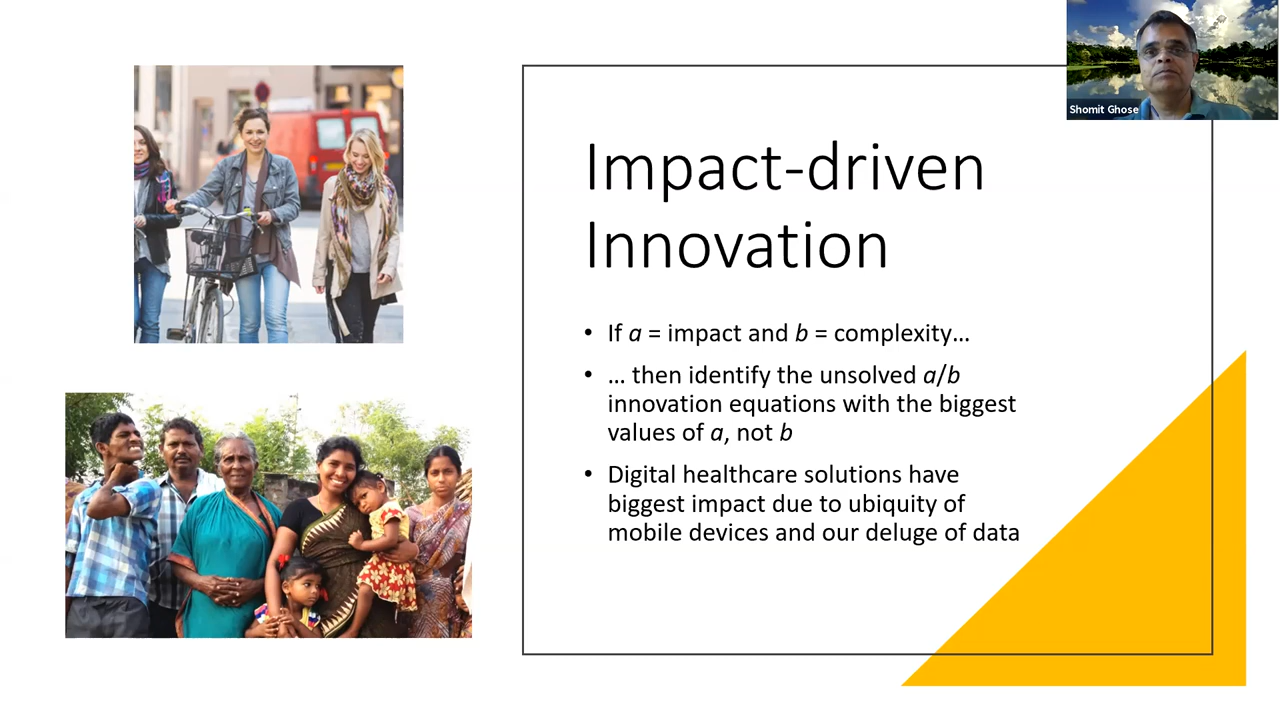 Shomit Ghose
Impact-driven
Innovation
• If a = impact and b = complexity…
• … then identify the unsolved a/b
innovation equations with the biggest
values of a, not b
• Digital healthcare solutions have
biggest impact due to ubiquity of
mobile devices and our deluge of data